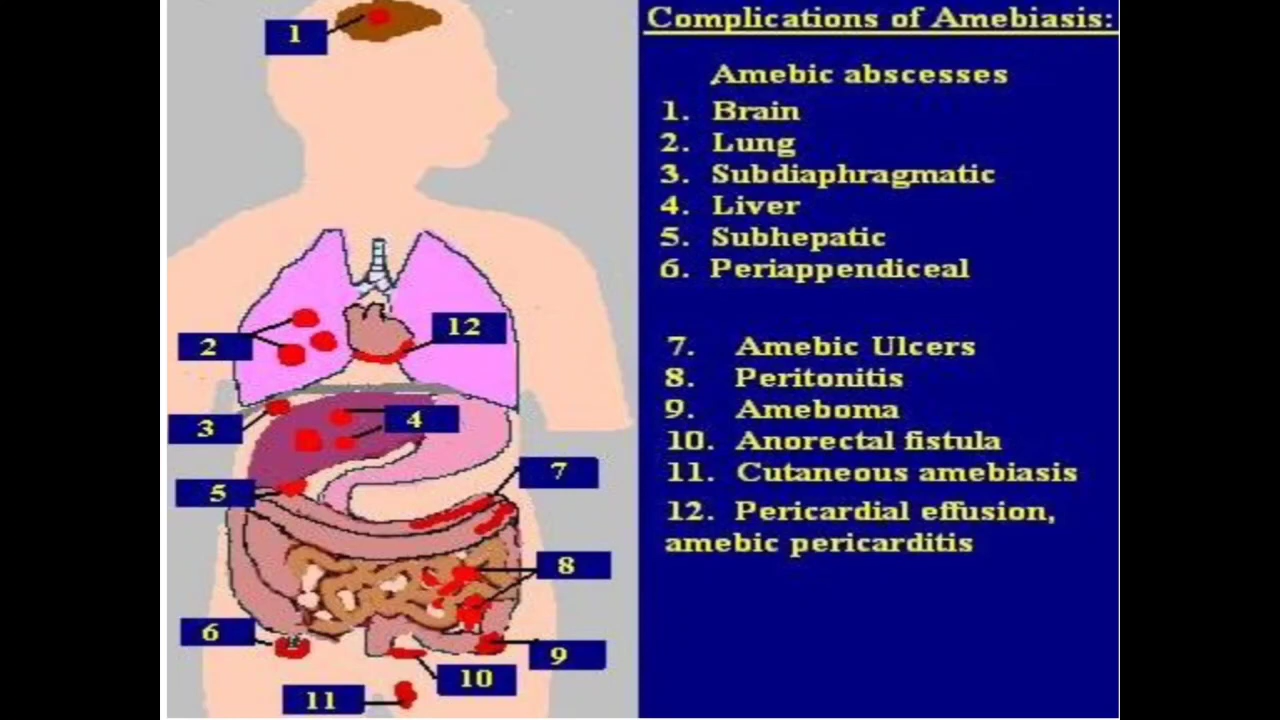 Complications of Amebiasis:
Amebic abscesses
1. Brain
2. Lung
3. Subdiaphragmatic
4. Liver
5. Subhepatic
6. Periappendiceal
7. Amebic Ulcers
8. Peritonitis
9. Ameboma
10. Anorectal fistula
11. Cutaneous amebiasis
12. Pericardial effusion,
amebic pericarditis
1
12
2
4
3
7
5
8
6
9
10
11